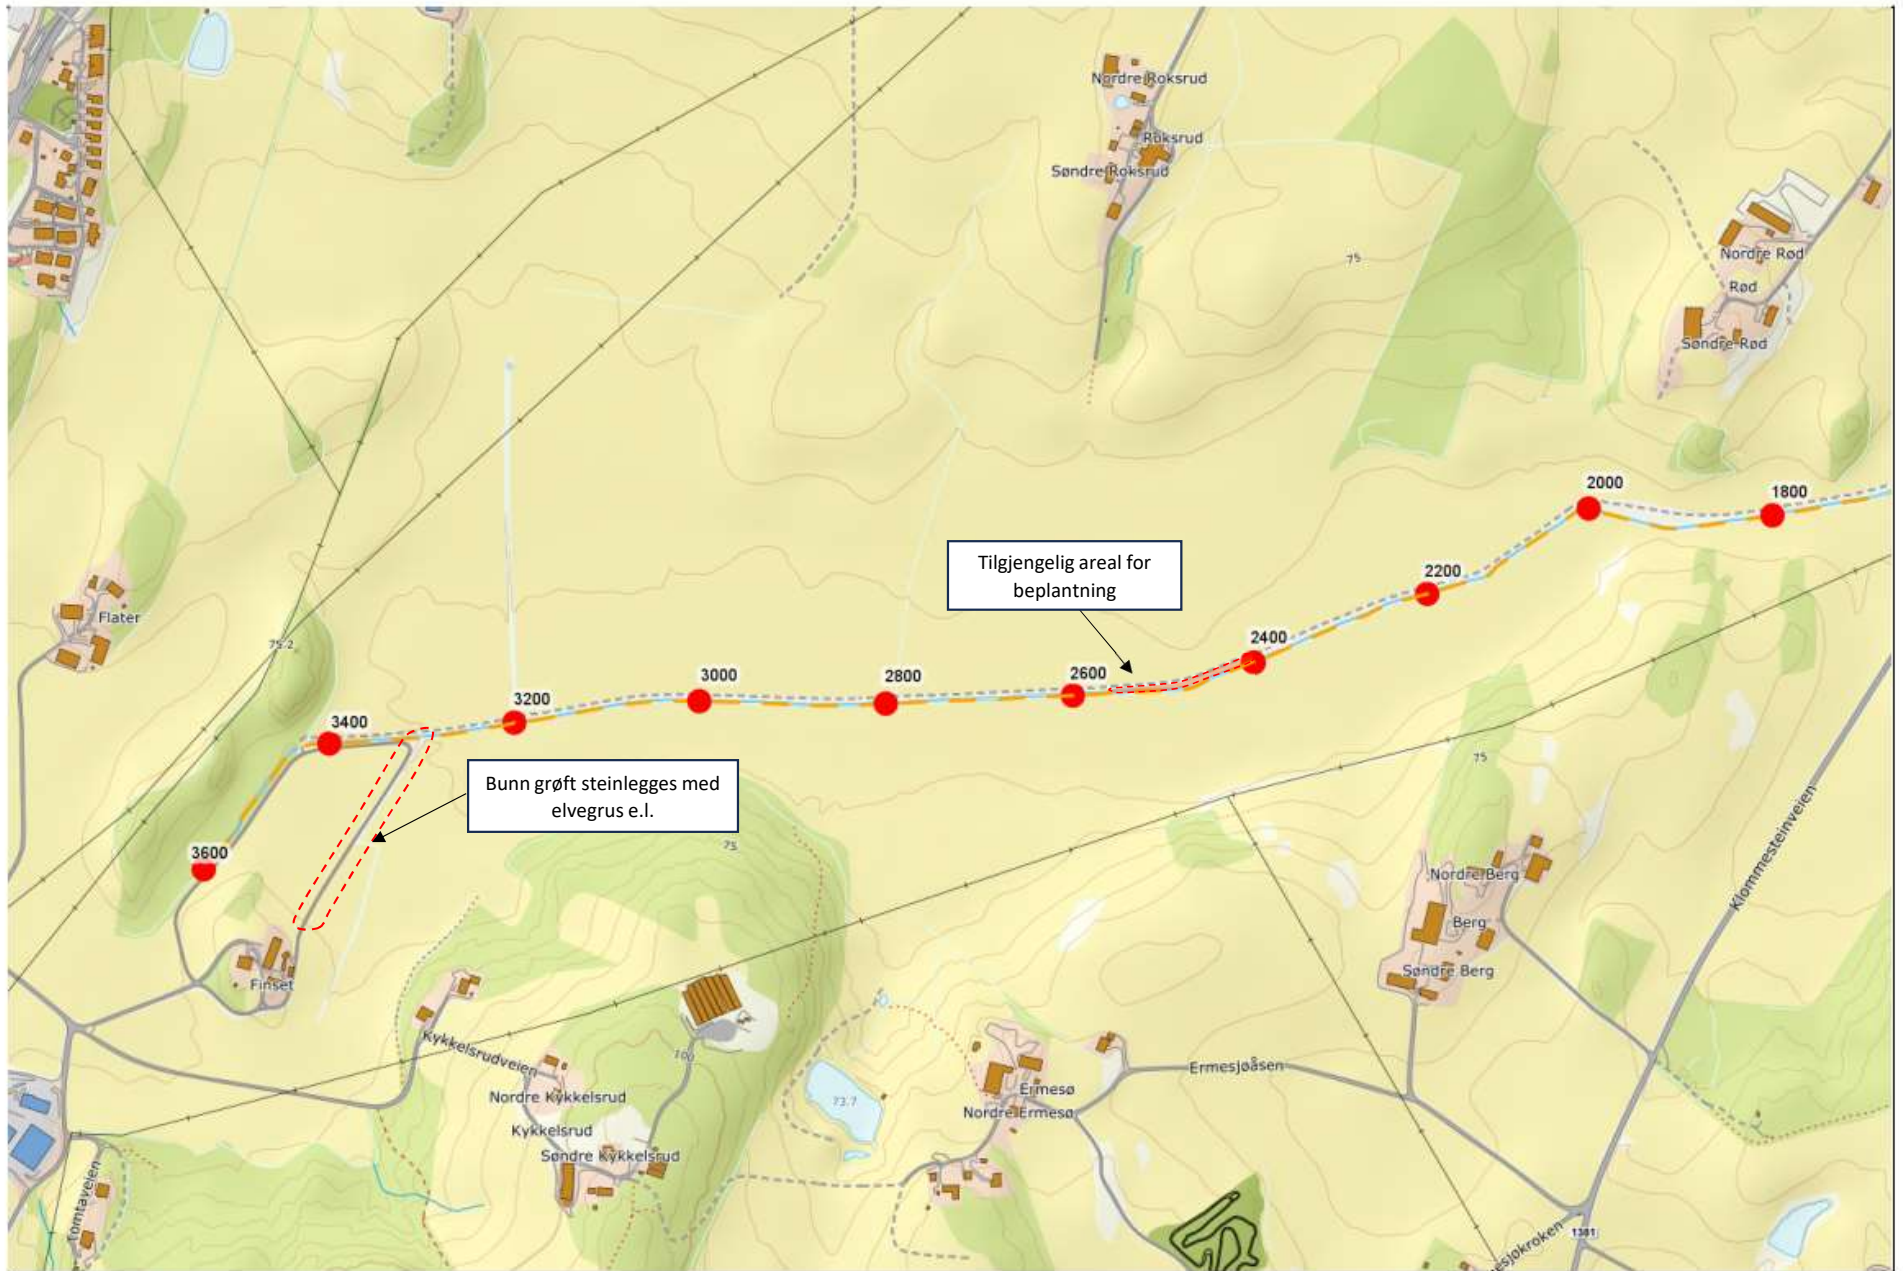 Nordre Roksrud
Roksrud
Søndre Roksrud
75
Nordre Rød
Rød
Søndre Rød
2000
1800
Tilgjengelig areal for
beplantning
2200
Flater
75.2
2400
2600
2800
3000
3200
3400
Bunn grøft steinlegges med
elvegrus e.l.
75
75
3600
Nordre Berg
Berg
Søndre Berg
Klommesteinveien
Finset
Kykkelsrudveien
100
Nordre Kykkelsrud
Kykkelsrud
Søndre Kykkelsrud
73.7
Ermesø
Nordre Ermesø
Ermesjøåsen
Tomtaveien
esjøkroken
1381